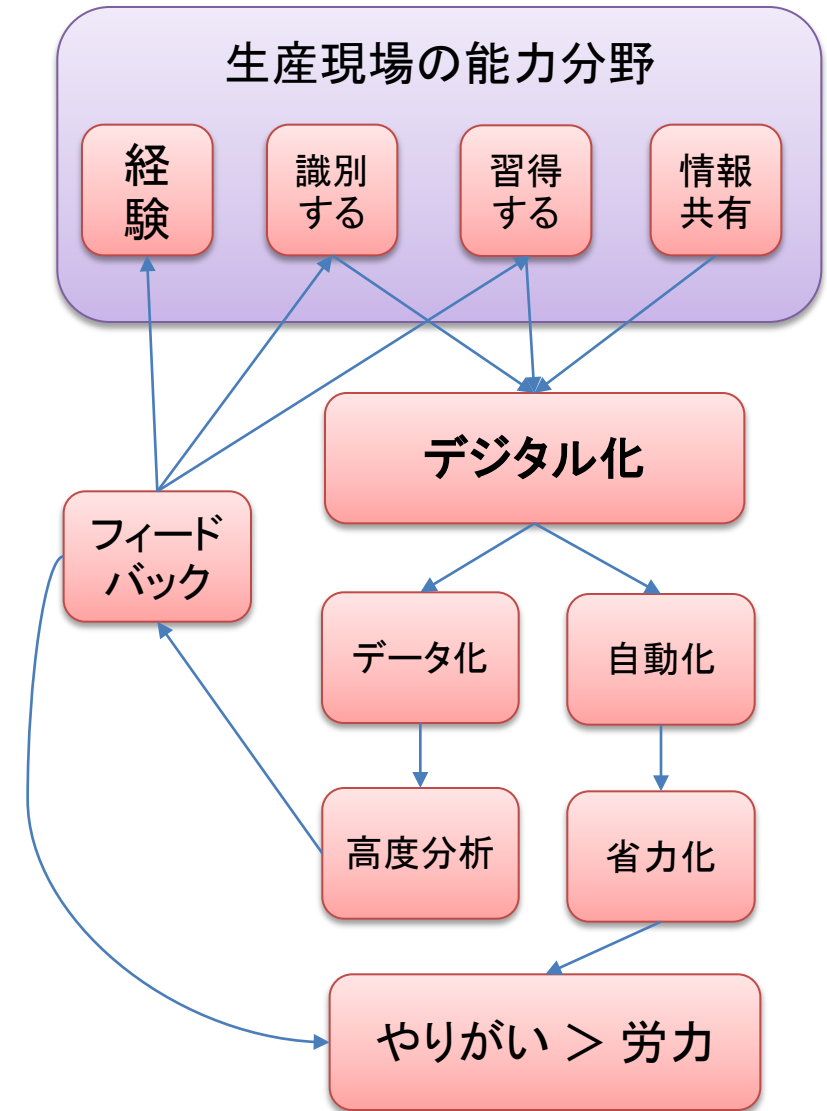 生産現場の能力分野
経
験
識別
する
習得
する
情報
共有
デジタル化
フィード
バック
データ化
自動化
高度分析
省力化
やりがい ＞ 労力